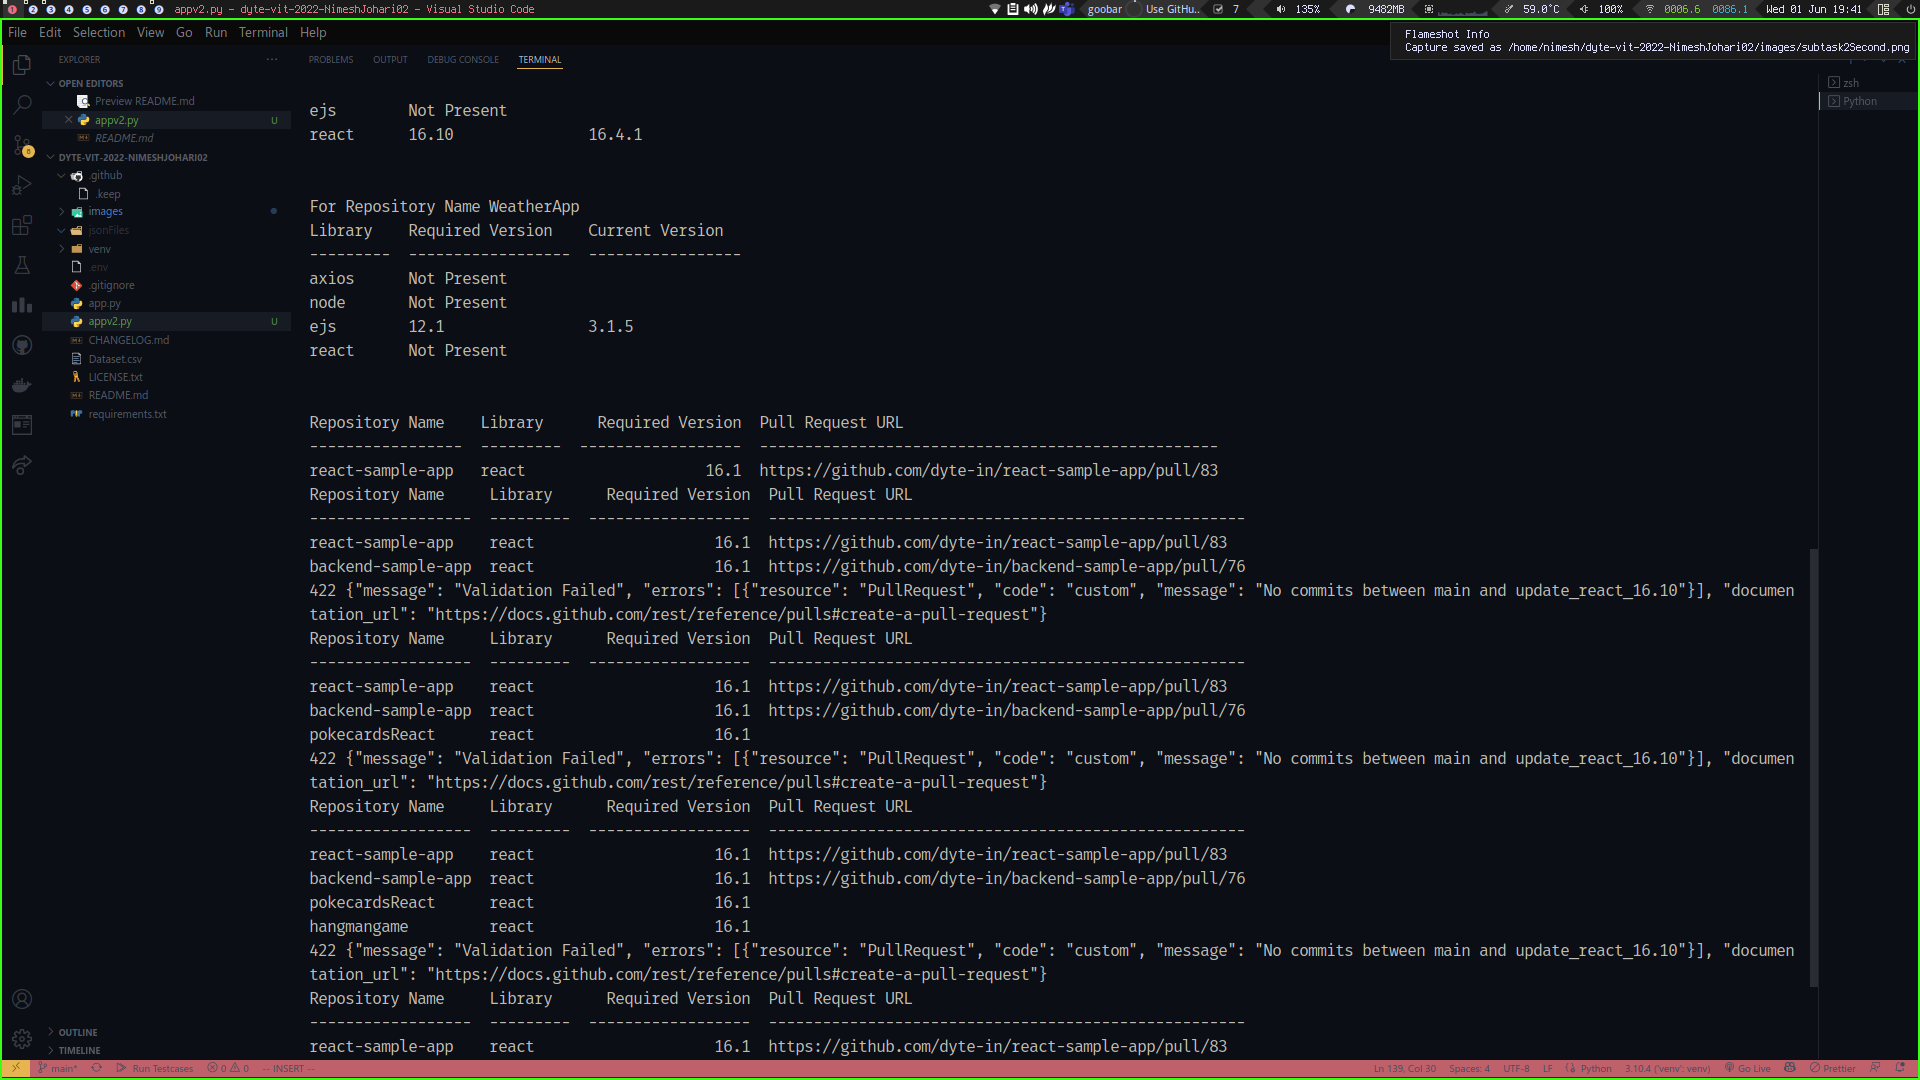 1 2 3 4 5 6 7 8 9 appv2.py - dyte-vit-2022-NimeshJohari02 - Visual Studio Code
goobar Use GitHu.. 7 135% 9482MB 59.0°C 100% 0006.6 0086.1 Wed 01 Jun 19:41
File Edit Selection View Go Run Terminal Help
Flameshot Info
Capture saved as /home/nimesh/dyte-vit-2022-NimeshJohari02/images/subtask2Second.png
EXPLORER
OPEN EDITORS
Preview README.md
appv2.py U
README.md
DYTE-VIT-2022-NIMESHJOHARI02
.github
.keep
images
jsonFiles
venv
.env
.gitignore
app.py
appv2.py U
CHANGELOG.md
Dataset.csv
LICENSE.txt
README.md
requirements.txt
OUTLINE
TIMELINE
PROBLEMS OUTPUT DEBUG CONSOLE TERMINAL
zsh
Python
ejs Not Present
react 16.10 16.4.1
For Repository Name WeatherApp
Library Required Version Current Version
--------- ------------------ -----------------
axios Not Present
node Not Present
ejs 12.1 3.1.5
react Not Present
Repository Name Library Required Version Pull Request URL
----------------- --------- ------------------ ---------------------------------------------------
react-sample-app react 16.1 https://github.com/dyte-in/react-sample-app/pull/83
Repository Name Library Required Version Pull Request URL
------------------ --------- ------------------ -----------------------------------------------------
react-sample-app react 16.1 https://github.com/dyte-in/react-sample-app/pull/83
backend-sample-app react 16.1 https://github.com/dyte-in/backend-sample-app/pull/76
422 {"message": "Validation Failed", "errors": [{"resource": "PullRequest", "code": "custom", "message": "No commits between main and update_react_16.10"}], "documen
tation_url": "https://docs.github.com/rest/reference/pulls#create-a-pull-request"}
Repository Name Library Required Version Pull Request URL
------------------ --------- ------------------ -----------------------------------------------------
react-sample-app react 16.1 https://github.com/dyte-in/react-sample-app/pull/83
backend-sample-app react 16.1 https://github.com/dyte-in/backend-sample-app/pull/76
pokecardsReact react 16.1
422 {"message": "Validation Failed", "errors": [{"resource": "PullRequest", "code": "custom", "message": "No commits between main and update_react_16.10"}], "documen
tation_url": "https://docs.github.com/rest/reference/pulls#create-a-pull-request"}
Repository Name Library Required Version Pull Request URL
------------------ --------- ------------------ -----------------------------------------------------
react-sample-app react 16.1 https://github.com/dyte-in/react-sample-app/pull/83
backend-sample-app react 16.1 https://github.com/dyte-in/backend-sample-app/pull/76
pokecardsReact react 16.1
hangmangame react 16.1
422 {"message": "Validation Failed", "errors": [{"resource": "PullRequest", "code": "custom", "message": "No commits between main and update_react_16.10"}], "documen
tation_url": "https://docs.github.com/rest/reference/pulls#create-a-pull-request"}
Repository Name Library Required Version Pull Request URL
------------------ --------- ------------------ -----------------------------------------------------
react-sample-app react 16.1 https://github.com/dyte-in/react-sample-app/pull/83
main* Run Testcases 0 0 -- INSERT -- Ln 139, Col 30 Spaces: 4 UTF-8 LF Python 3.10.4 ('venv': venv) Go Live Prettier